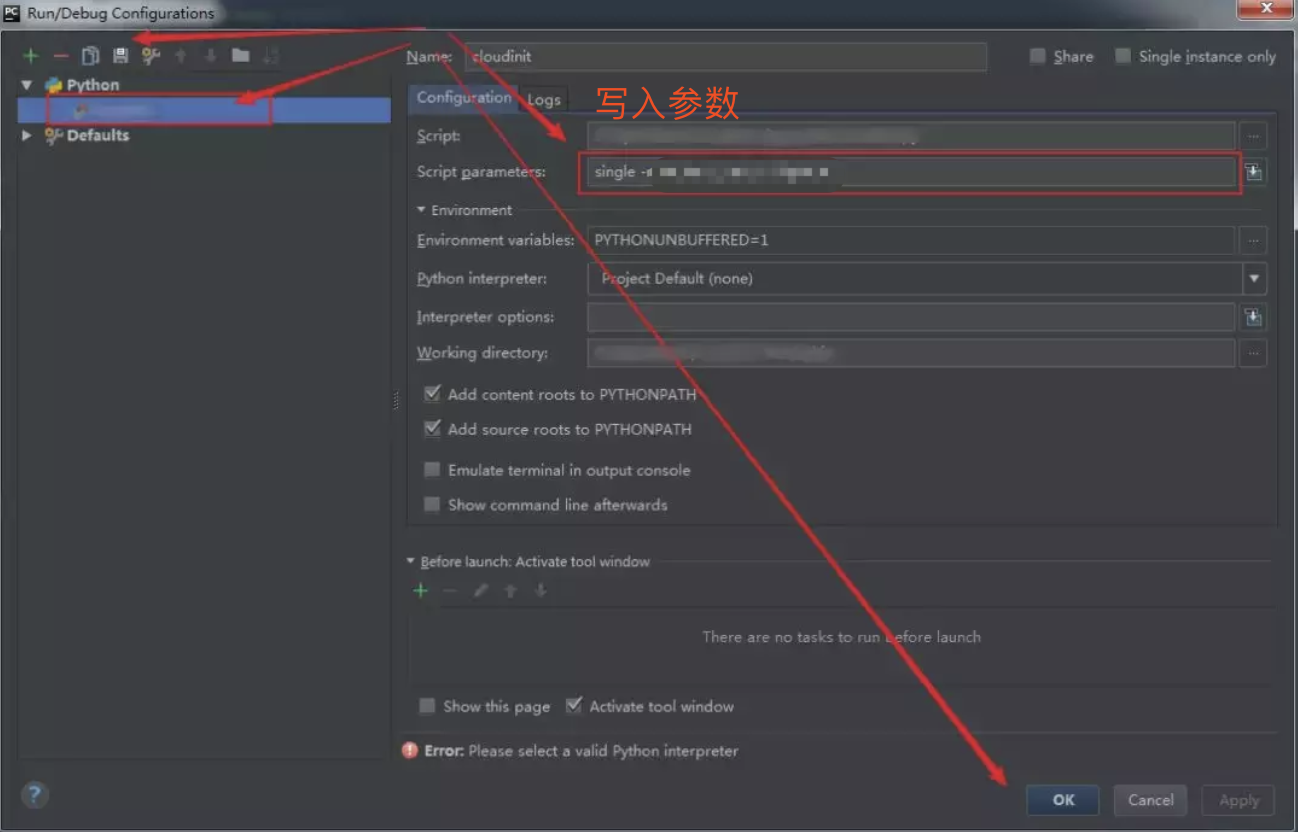 PC Run/Debug Configurations
Name: cloudinit
Share
Single instance only
Python
Defaults
Configuration
Logs
写入参数
Script:
Script parameters: single
Environment
Environment variables: PYTHONUNBUFFERED=1
Python interpreter: Project Default (none)
Interpreter options:
Working directory:
Add content roots to PYTHONPATH
Add source roots to PYTHONPATH
Emulate terminal in output console
Show command line afterwards
Before launch: Activate tool window
There are no tasks to run before launch
Show this page
Activate tool window
Error: Please select a valid Python interpreter
?
OK
Cancel
Apply